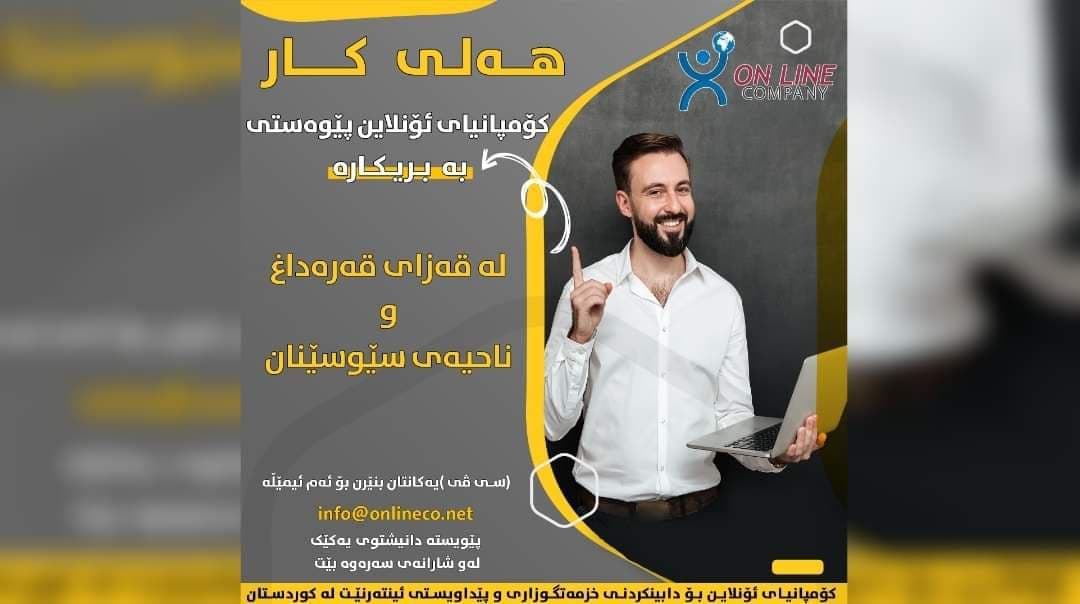 هەلی کار
ON LINE
COMPANY
کۆمپانیای ئۆنلاین پێوەستی
بە بریکارە
لە قەزای قەرەداغ
و
ناحیەی سێوسێنان
(سی ڤی )یەکانتان بنێرن بۆ ئەم ئیمێڵە
info@onlineco.net
پێویستە دانیشتوی یەکێک
لەو شارانەی سەرەوە بێت
کۆمپانیای ئۆنلاین بۆ دابینکردنی خزمەتگوزاری و پێداویستی ئینتەرنێت لە کوردستان